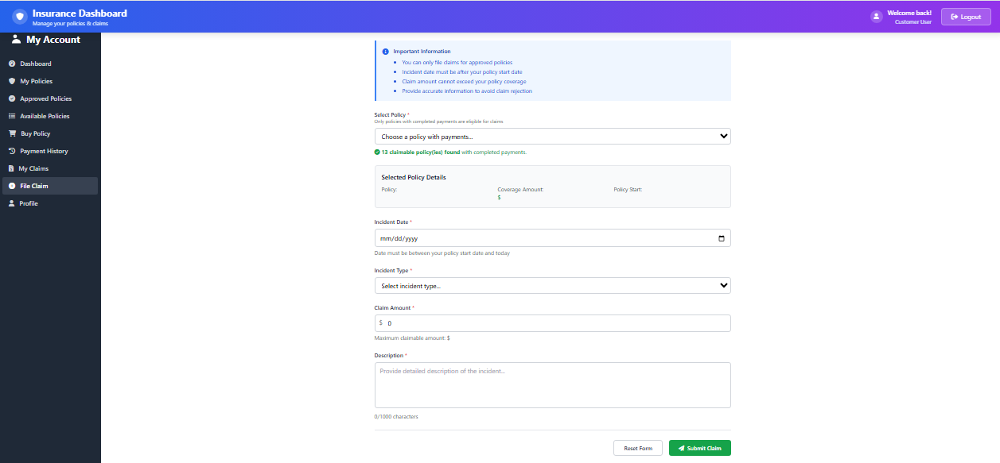 Insurance Dashboard
Manage your policies & claims
Welcome back!
Customer User
Logout
My Account
Dashboard
My Policies
Approved Policies
Available Policies
Buy Policy
Payment History
My Claims
File Claim
Profile
Important Information
You can only file claims for approved policies
Incident date must be after your policy start date
Claim amount cannot exceed your policy coverage
Provide accurate information to avoid claim rejection
Select Policy *
Only policies with completed payments are eligible for claims
Choose a policy with payments...
13 claimable policy(ies) found with completed payments.
Selected Policy Details
Policy: Coverage Amount: Policy Start:
$
Incident Date *
mm/dd/yyyy
Date must be between your policy start date and today
Incident Type *
Select incident type...
Claim Amount *
$ 0
Maximum claimable amount: $
Description *
Provide detailed description of the incident...
0/1000 characters
Reset Form
Submit Claim